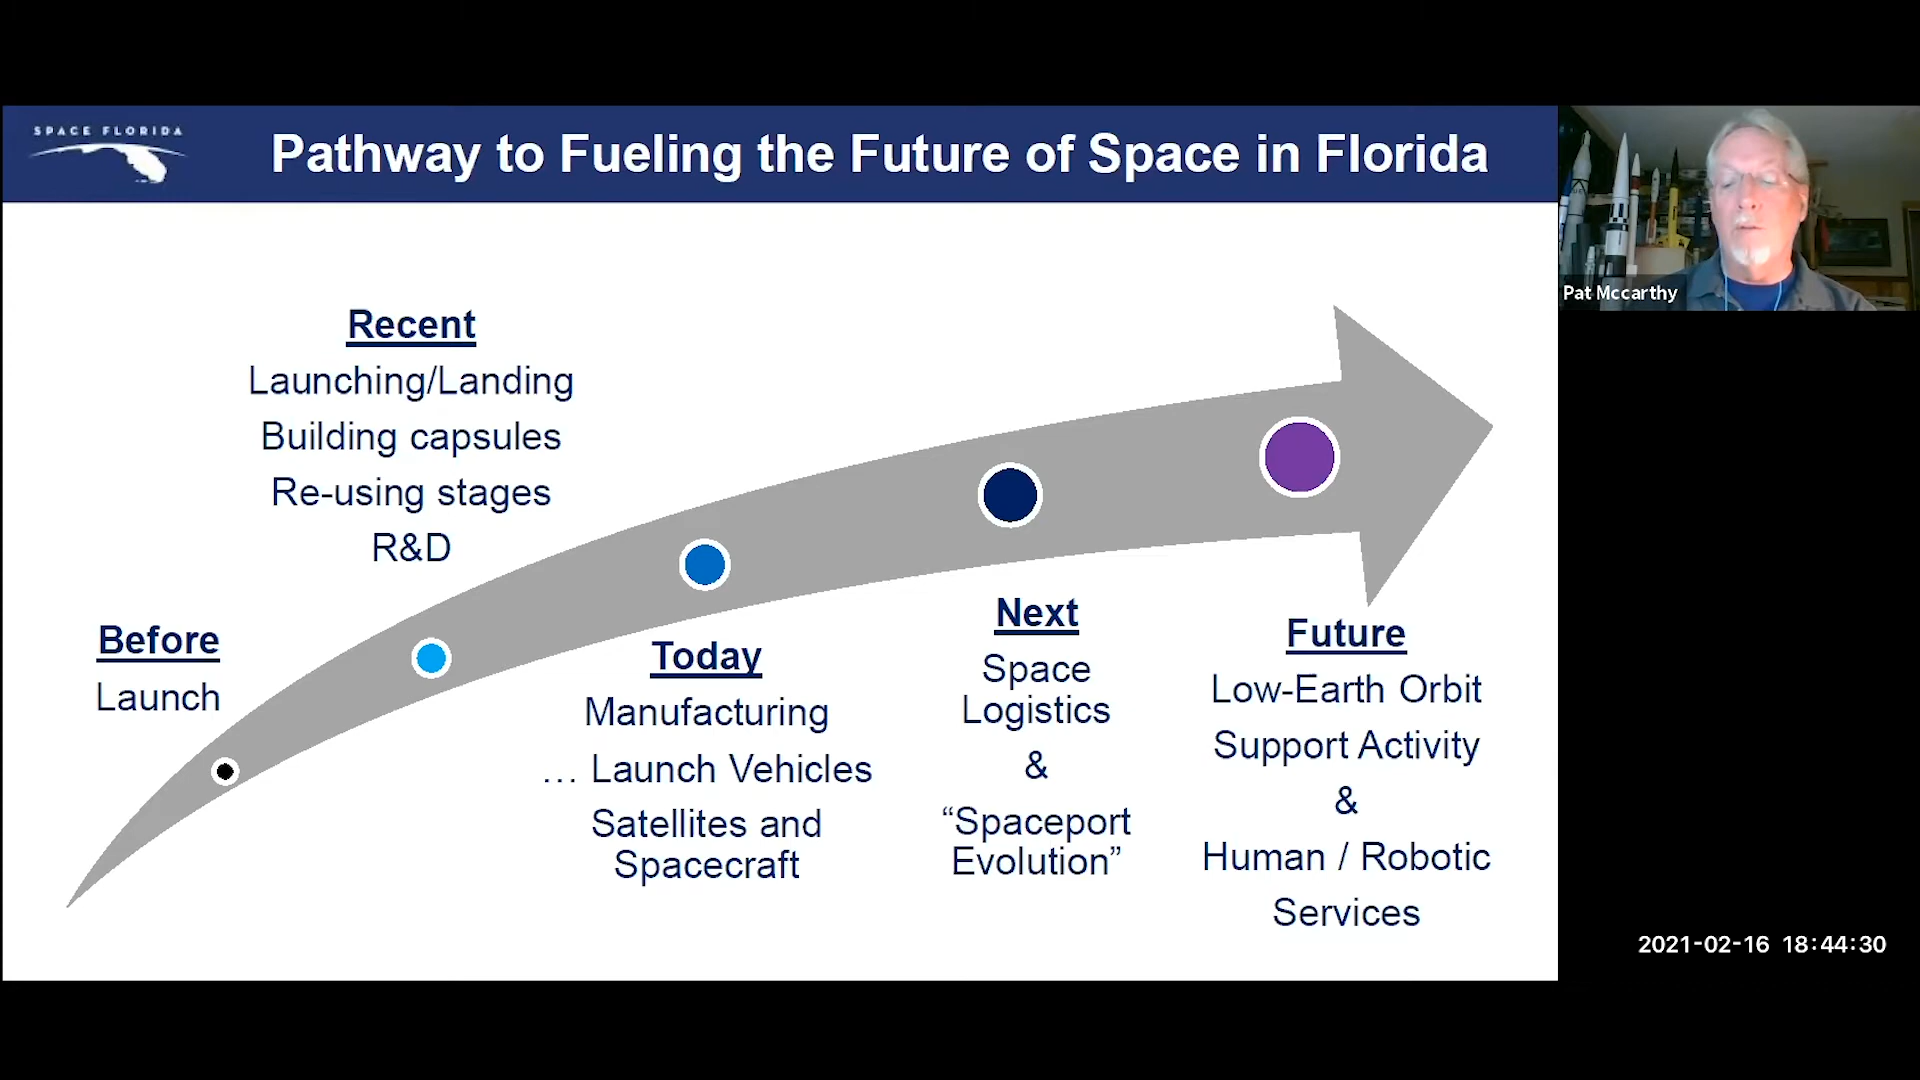 SPACE FLORIDA
Pathway to Fueling the Future of Space in Florida
Pat Mccarthy
Recent
Launching/Landing
Building capsules
Re-using stages
R&D
Before
Launch
Today
Manufacturing
… Launch Vehicles
Satellites and
Spacecraft
Next
Space
Logistics
&
“Spaceport
Evolution”
Future
Low-Earth Orbit
Support Activity
&
Human / Robotic
Services
2021-02-16 18:44:30